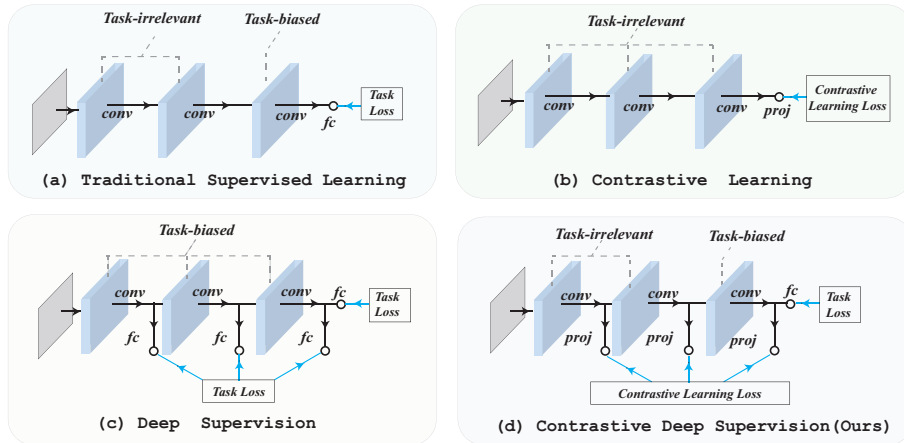 Task-irrelevant
Task-biased
conv
conv
conv
fc
Task
Loss
(a) Traditional Supervised Learning
Task-irrelevant
conv
conv
conv
proj
Contrastive
Learning Loss
(b) Contrastive Learning
Task-biased
conv
conv
conv
fc
Task
Loss
fc
fc
fc
Task Loss
(c) Deep Supervision
Task-irrelevant
Task-biased
conv
conv
conv
fc
Task
Loss
proj
proj
proj
Contrastive Learning Loss
(d) Contrastive Deep Supervision(Ours)